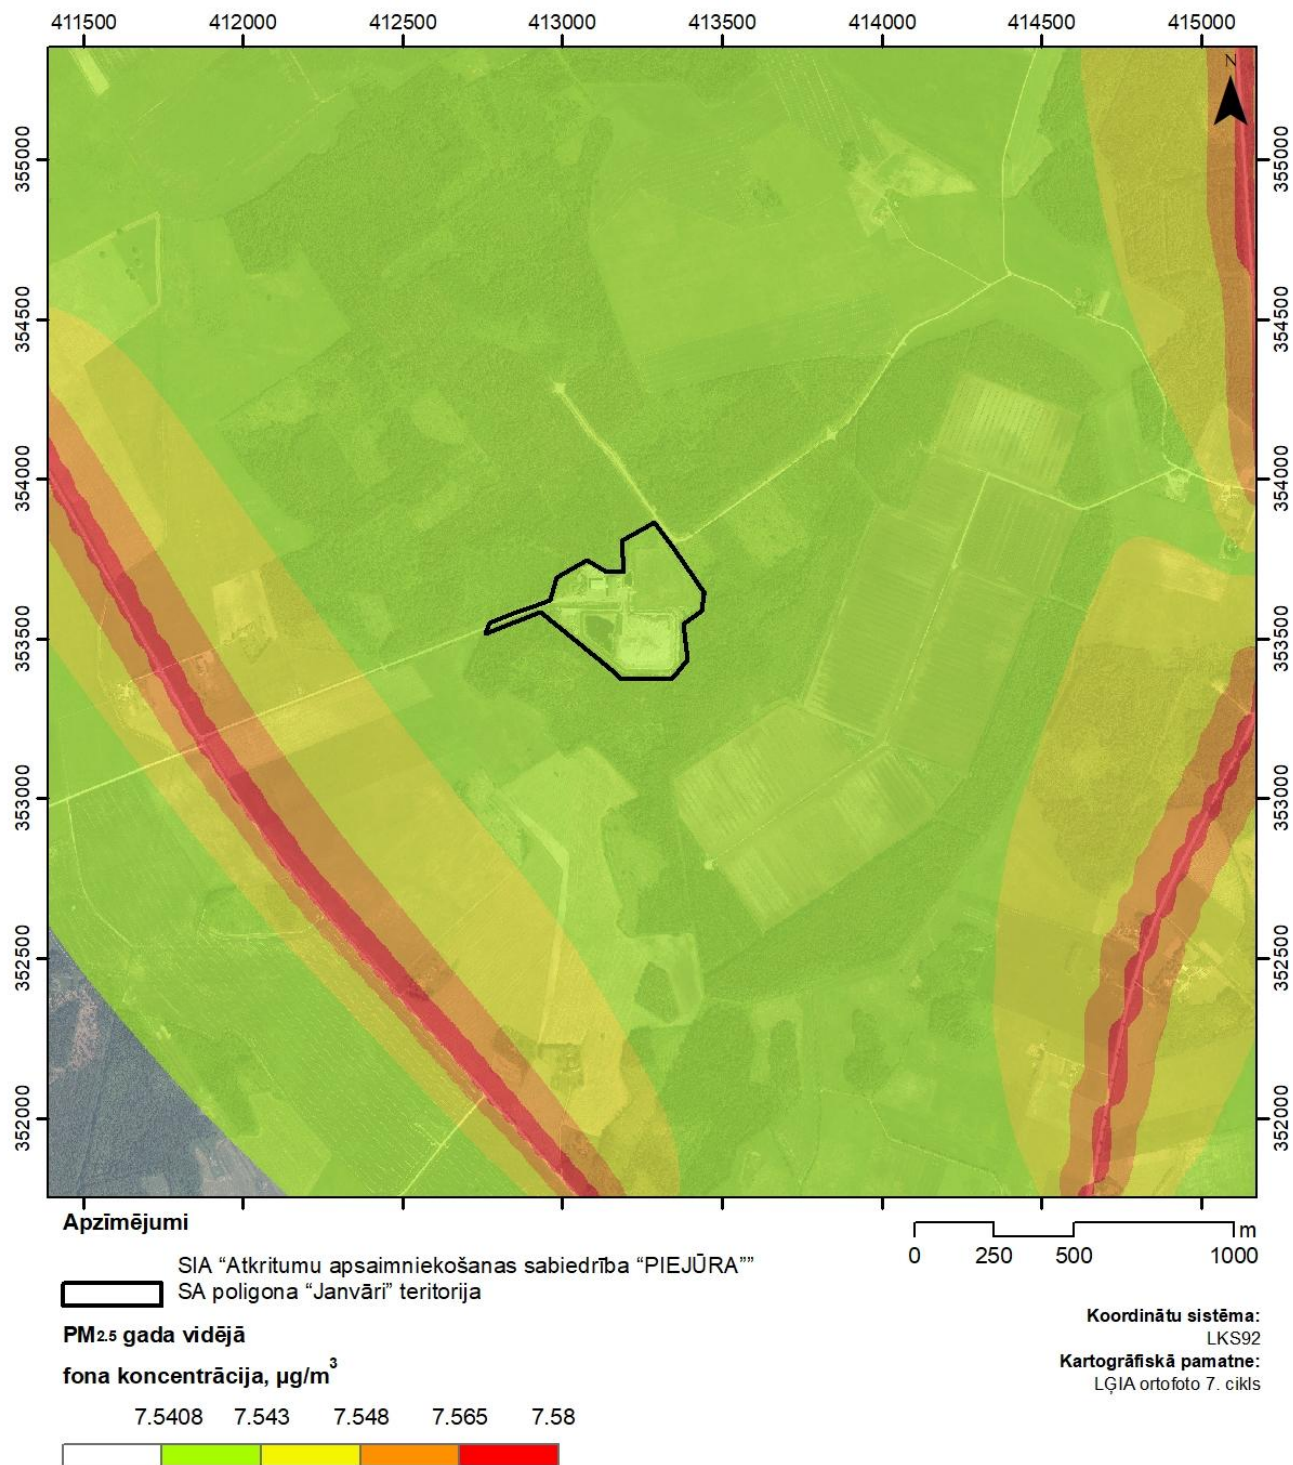 411500 412000 412500 413000 413500 414000 414500 415000
N
355000 355000
354500 354500
354000 354000
353500 353500
353000 353000
352500 352500
352000 352000
Apzīmējumi
SIA “Atkritumu apsaimniekošanas sabiedrība “PIEJŪRA””
SA poligona “Janvāri” teritorija
PM2.5 gada vidējā
fona koncentrācija, µg/m³
7.5408 7.543 7.548 7.565 7.58
m
0 250 500 1000
Koordinātu sistēma:
LKS92
Kartogrāfiskā pamatne:
LĢIA ortofoto 7. cikls